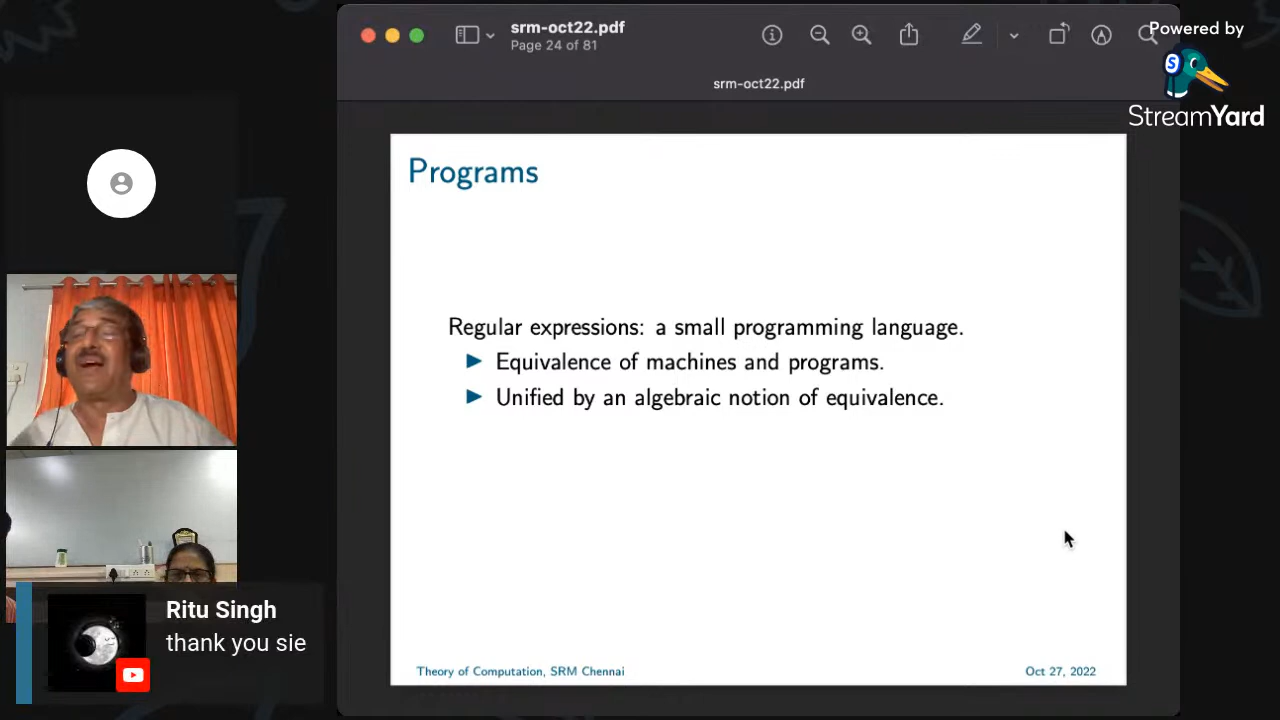 srm-oct22.pdf
Page 24 of 81
Powered by
StreamYard
srm-oct22.pdf
Programs
Regular expressions: a small programming language.
Equivalence of machines and programs.
Unified by an algebraic notion of equivalence.
Theory of Computation, SRM Chennai
Oct 27, 2022
Ritu Singh
thank you sie